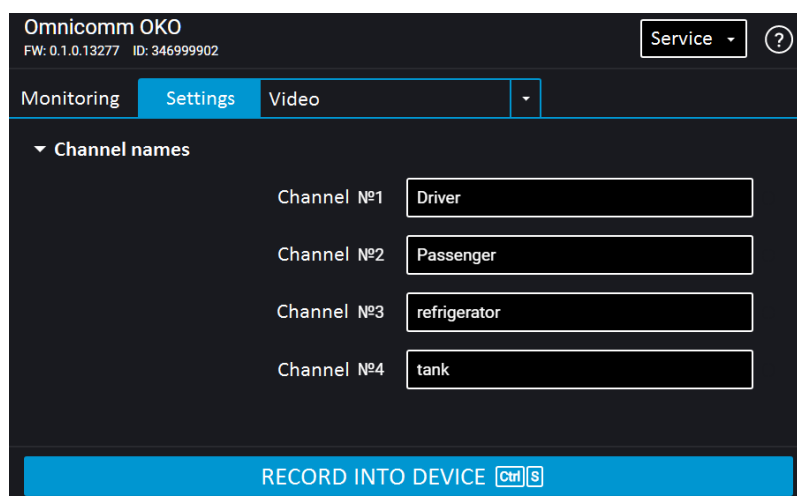 Omnicomm OKO
FW: 0.1.0.13277 ID: 346999902
Service
?
Monitoring Settings Video
Channel names
Channel №1 Driver
Channel №2 Passenger
Channel №3 refrigerator
Channel №4 tank
RECORD INTO DEVICE Ctrl S